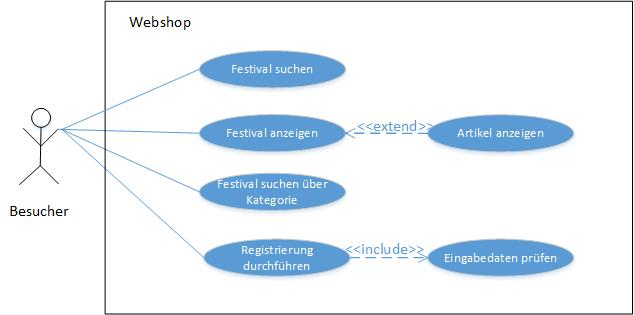 Webshop
Festival suchen
Festival anzeigen
<<extend>>
Artikel anzeigen
Festival suchen über
Kategorie
Besucher
Registrierung
durchführen
<<include>>
Eingabedaten prüfen